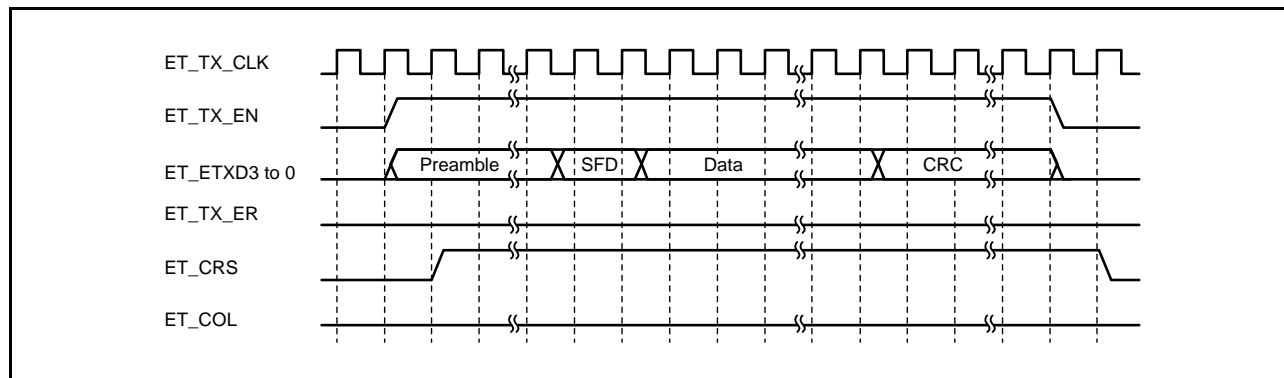 ET_TX_CLK
ET_TX_EN
ET_ETXD3 to 0 Preamble SFD Data CRC
ET_TX_ER
ET_CRS
ET_COL